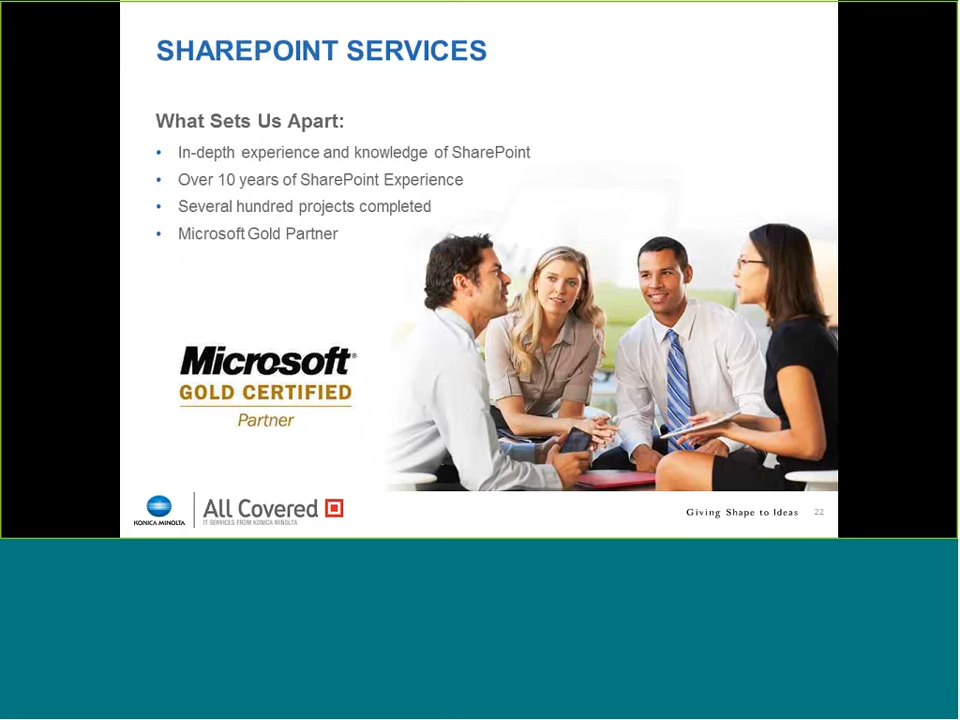 SHAREPOINT SERVICES
What Sets Us Apart:
• In-depth experience and knowledge of SharePoint
• Over 10 years of SharePoint Experience
• Several hundred projects completed
• Microsoft Gold Partner
Microsoft®
GOLD CERTIFIED
Partner
KONICA MINOLTA
All Covered
IT SERVICES FROM KONICA MINOLTA
Giving Shape to Ideas
22